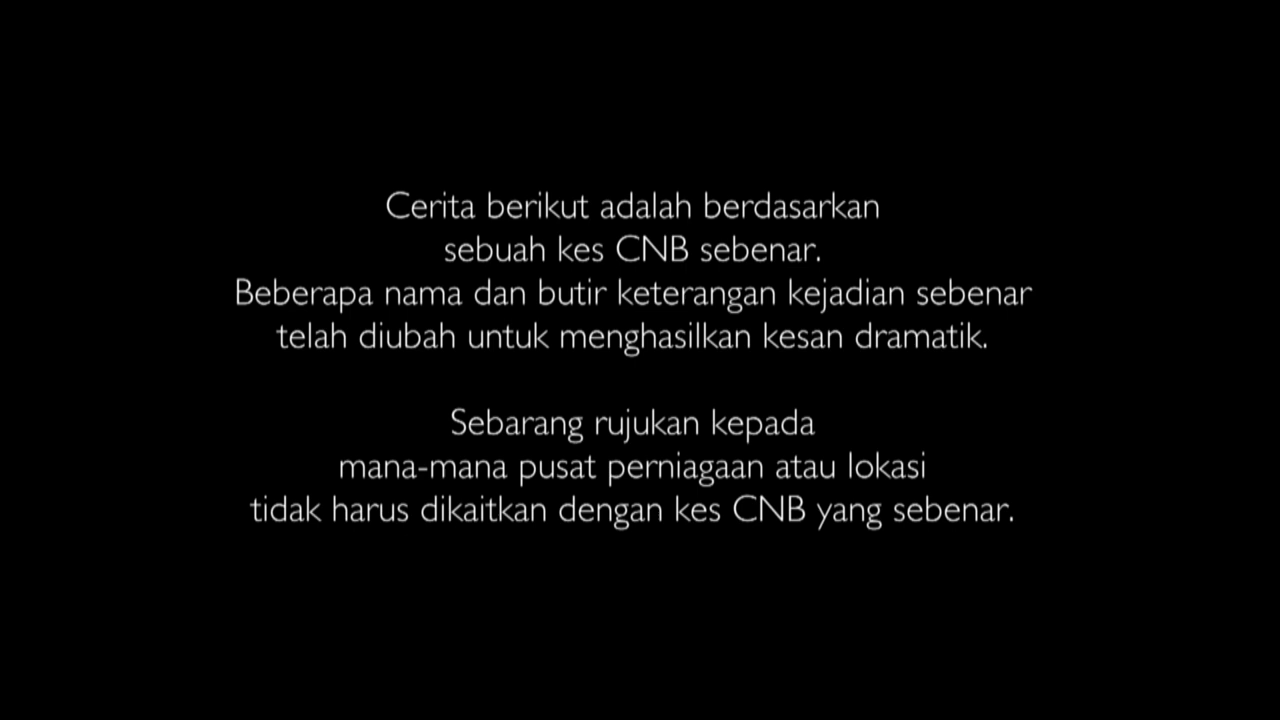 Cerita berikut adalah berdasarkan
sebuah kes CNB sebenar.
Beberapa nama dan butir keterangan kejadian sebenar
telah diubah untuk menghasilkan kesan dramatik.
Sebarang rujukan kepada
mana-mana pusat perniagaan atau lokasi
tidak harus dikaitkan dengan kes CNB yang sebenar.